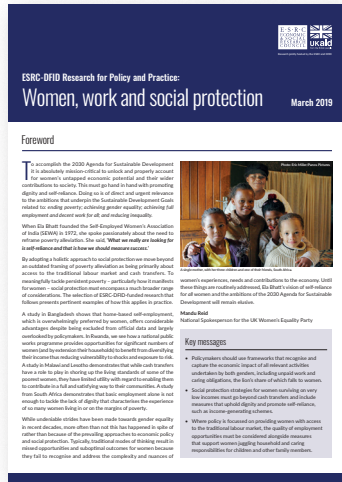 E·S·R·C
ECONOMIC
& SOCIAL
RESEARCH
COUNCIL
UKaid
ESRC-DFID Research for Policy and Practice:
Women, work and social protection
March 2019
Foreword
To accomplish the 2030 Agenda for Sustainable Development
it is absolutely mission-critical to unlock and properly account
for women's untapped economic potential and their wider
contributions to society. This must go hand in hand with promoting
dignity and self-reliance. Doing so is of direct and urgent relevance
to the ambitions that underpin the Sustainable Development Goals
related to: ending poverty; achieving gender equality; achieving full
employment and decent work for all; and reducing inequality.
When Ela Bhatt founded the Self-Employed Women's Association
of India (SEWA) in 1972, she spoke passionately about the need to
reframe poverty alleviation. She said, 'What we really are looking for
is self-reliance and that is how we should measure success.'
By adopting a holistic approach to social protection we move beyond
an outdated framing of poverty alleviation as being primarily about
access to the traditional labour market and cash transfers. To
meaningfully tackle persistent poverty – particularly how it manifests
for women – social protection must encompass a much broader range
of considerations. The selection of ESRC-DFID-funded research that
follows presents pertinent examples of how this applies in practice.
A study in Bangladesh shows that home-based self-employment,
which is overwhelmingly preferred by women, offers considerable
advantages despite being excluded from official data and largely
overlooked by policymakers. In Rwanda, we see how a national public
works programme provides opportunities for significant numbers of
women (and by extension their households) to benefit from diversifying
their income thus reducing vulnerability to shocks and exposure to risk.
A study in Malawi and Lesotho demonstrates that while cash transfers
have a role to play in shoring up the living standards of some of the
poorest women, they have limited utility with regard to enabling them
to contribute in a full and satisfying way to their communities. A study
from South Africa demonstrates that basic employment alone is not
enough to tackle the lack of dignity that characterises the experience
of so many women living in or on the margins of poverty.
While undeniable strides have been made towards gender equality
in recent decades, more often than not this has happened in spite of
rather than because of the prevailing approaches to economic policy
and social protection. Typically, traditional modes of thinking result in
missed opportunities and suboptimal outcomes for women because
they fail to recognise and address the complexity and nuances of
Photo: Eric Miller/Panos Pictures
women's experiences, needs and contributions to the economy. Until
these things are routinely addressed, Ela Bhatt's vision of self-reliance
for all women and the ambitions of the 2030 Agenda for Sustainable
Development will remain elusive.
Mandu Reid
National Spokesperson for the UK Women's Equality Party
Key messages
• Policymakers should use frameworks that recognise and
capture the economic impact of all relevant activities
undertaken by both genders, including unpaid work and
caring obligations, the lion's share of which falls to women.
• Social protection strategies for women surviving on very
low incomes must go beyond cash transfers and include
measures that uphold dignity and promote self-reliance,
such as income-generating schemes.
• Where policy is focussed on providing women with access
to the traditional labour market, the quality of employment
opportunities must be considered alongside measures
that support women juggling household and caring
responsibilities for children and other family members.